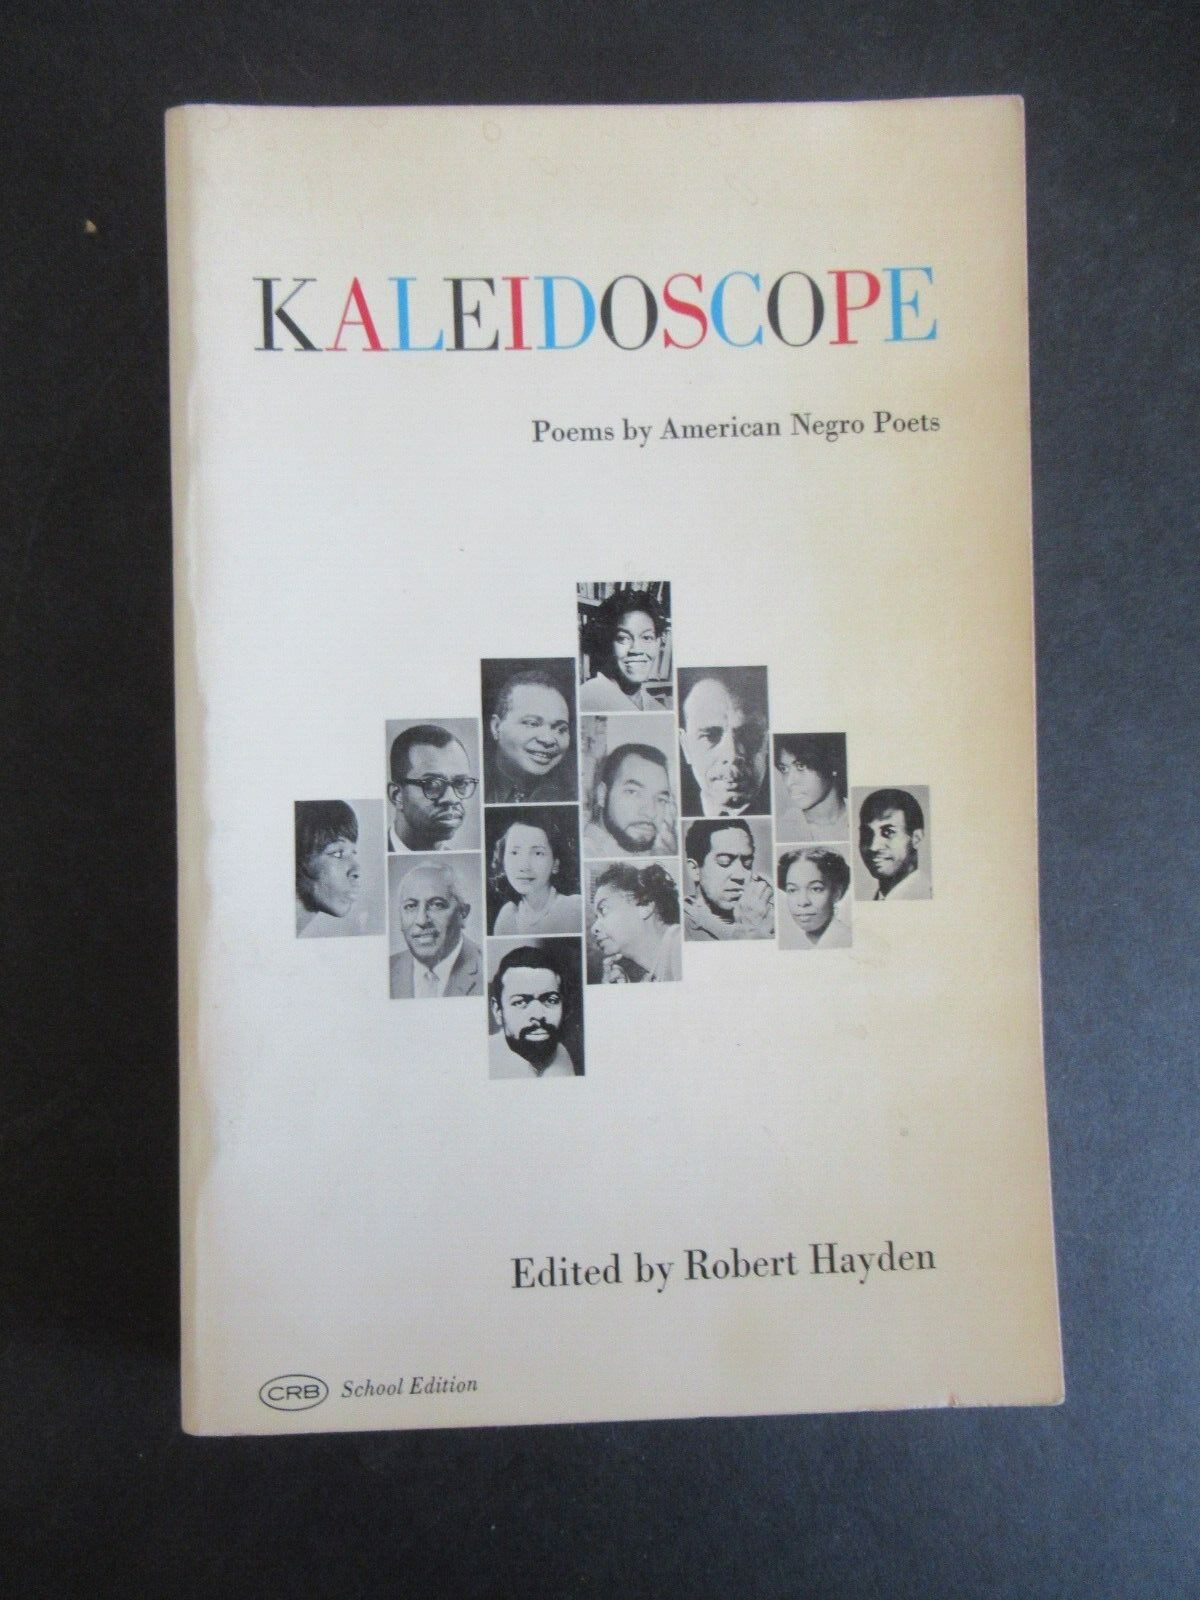 KALEIDOSCOPE
Poems by American Negro Poets
Edited by Robert Hayden
CRB School Edition